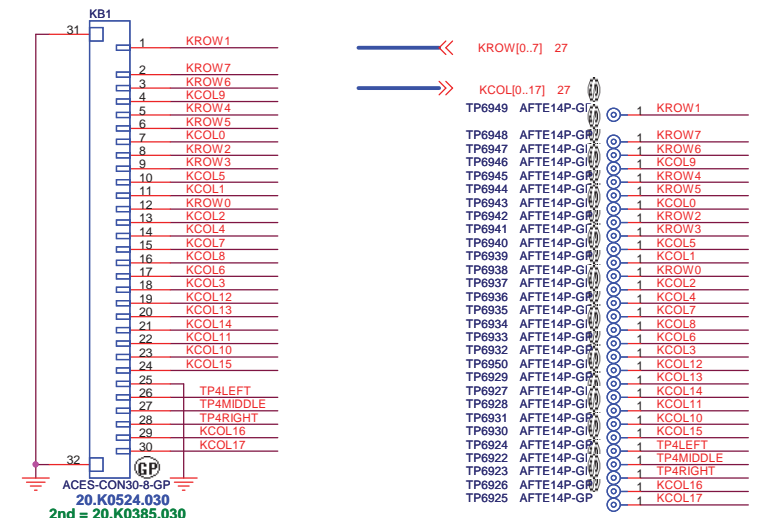 KB1
31
1 KROW1
2 KROW7
3 KROW6
4 KCOL9
5 KROW4
6 KROW5
7 KCOL0
8 KROW2
9 KROW3
10 KCOL5
11 KCOL1
12 KROW0
13 KCOL2
14 KCOL4
15 KCOL7
16 KCOL8
17 KCOL6
18 KCOL3
19 KCOL12
20 KCOL13
21 KCOL14
22 KCOL11
23 KCOL10
24 KCOL15
25
26 TP4LEFT
27 TP4MIDDLE
28 TP4RIGHT
29 KCOL16
30 KCOL17
32
GP
ACES-CON30-8-GP
20.K0524.030
2nd = 20.K0385.030
KROW[0..7] 27
KCOL[0..17] 27
TP6949 AFTE14P-GP 1 KROW1
TP6948 AFTE14P-GP 1 KROW7
TP6947 AFTE14P-GP 1 KROW6
TP6946 AFTE14P-GP 1 KCOL9
TP6945 AFTE14P-GP 1 KROW4
TP6944 AFTE14P-GP 1 KROW5
TP6943 AFTE14P-GP 1 KCOL0
TP6942 AFTE14P-GP 1 KROW2
TP6941 AFTE14P-GP 1 KROW3
TP6940 AFTE14P-GP 1 KCOL5
TP6939 AFTE14P-GP 1 KCOL1
TP6938 AFTE14P-GP 1 KROW0
TP6937 AFTE14P-GP 1 KCOL2
TP6936 AFTE14P-GP 1 KCOL4
TP6935 AFTE14P-GP 1 KCOL7
TP6934 AFTE14P-GP 1 KCOL8
TP6933 AFTE14P-GP 1 KCOL6
TP6932 AFTE14P-GP 1 KCOL3
TP6950 AFTE14P-GP 1 KCOL12
TP6929 AFTE14P-GP 1 KCOL13
TP6927 AFTE14P-GP 1 KCOL14
TP6928 AFTE14P-GP 1 KCOL11
TP6931 AFTE14P-GP 1 KCOL10
TP6930 AFTE14P-GP 1 KCOL15
TP6924 AFTE14P-GP 1 TP4LEFT
TP6922 AFTE14P-GP 1 TP4MIDDLE
TP6923 AFTE14P-GP 1 TP4RIGHT
TP6926 AFTE14P-GP 1 KCOL16
TP6925 AFTE14P-GP 1 KCOL17